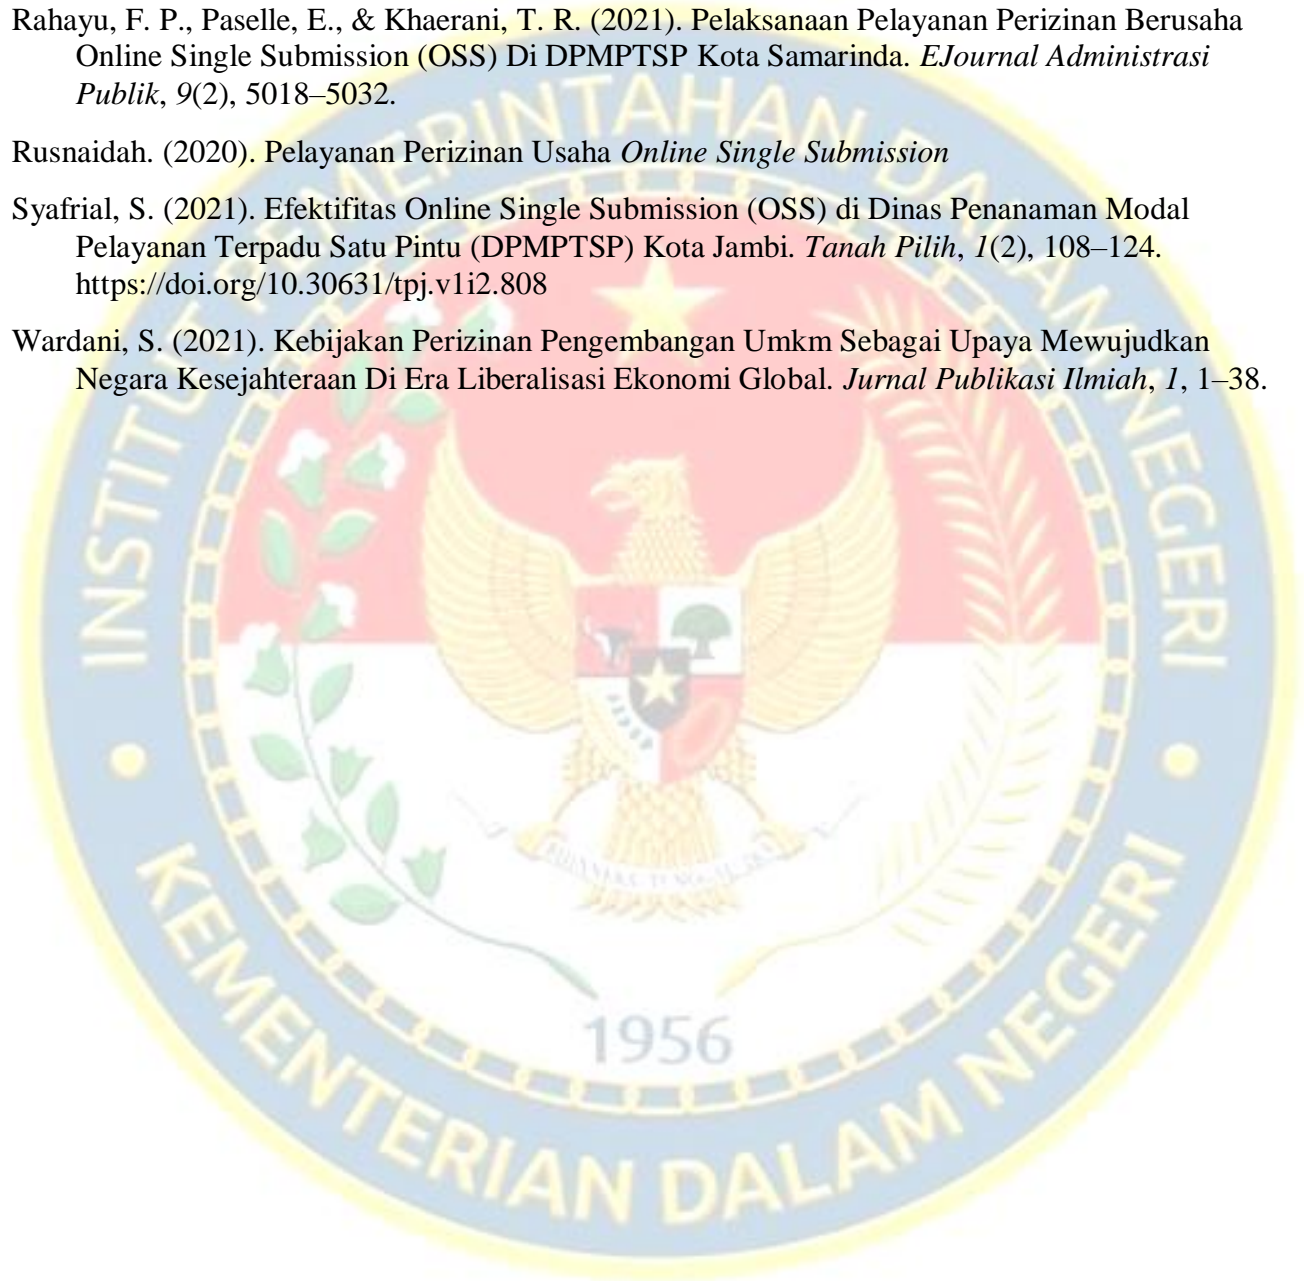 Rahayu, F. P., Paselle, E., & Khaerani, T. R. (2021). Pelaksanaan Pelayanan Perizinan Berusaha
Online Single Submission (OSS) Di DPMPTSP Kota Samarinda. EJournal Administrasi
Publik, 9(2), 5018–5032.
Rusnaidah. (2020). Pelayanan Perizinan Usaha Online Single Submission
Syafrial, S. (2021). Efektifitas Online Single Submission (OSS) di Dinas Penanaman Modal
Pelayanan Terpadu Satu Pintu (DPMPTSP) Kota Jambi. Tanah Pilih, 1(2), 108–124.
https://doi.org/10.30631/tpj.v1i2.808
Wardani, S. (2021). Kebijakan Perizinan Pengembangan Umkm Sebagai Upaya Mewujudkan
Negara Kesejahteraan Di Era Liberalisasi Ekonomi Global. Jurnal Publikasi Ilmiah, 1, 1–38.
INSTITUT PEMERINTAHAN DALAM NEGERI
1956
KEMENTERIAN DALAM NEGERI